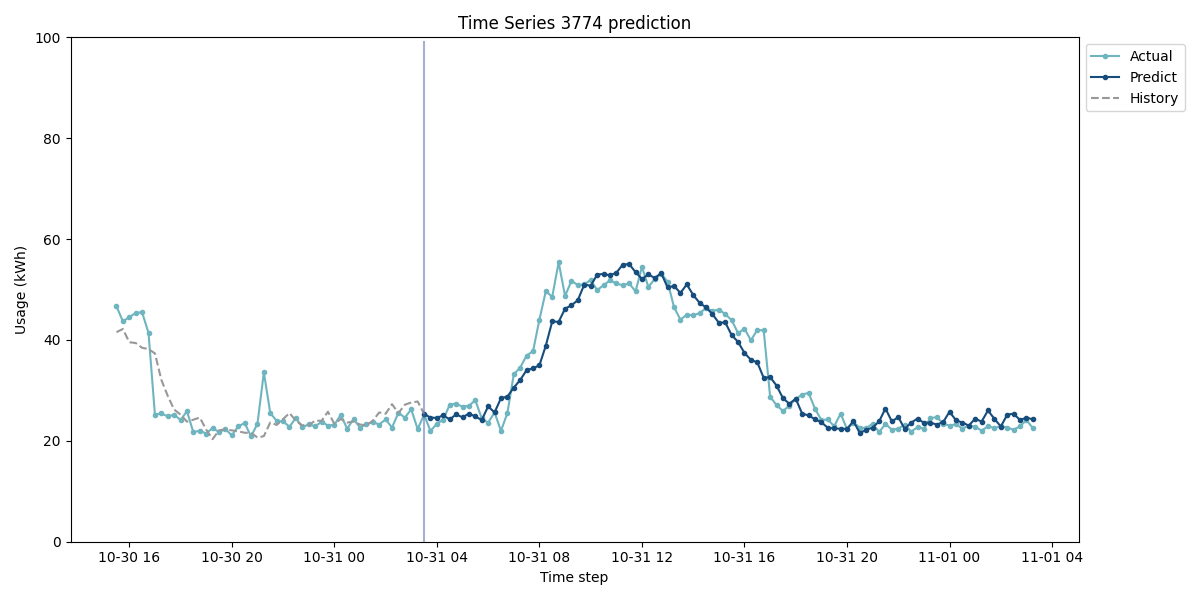 Time Series 3774 prediction
100
80
60
40
20
0
Usage (kWh)
10-30 16
10-30 20
10-31 00
10-31 04
10-31 08
10-31 12
10-31 16
10-31 20
11-01 00
11-01 04
Time step
Actual
Predict
History